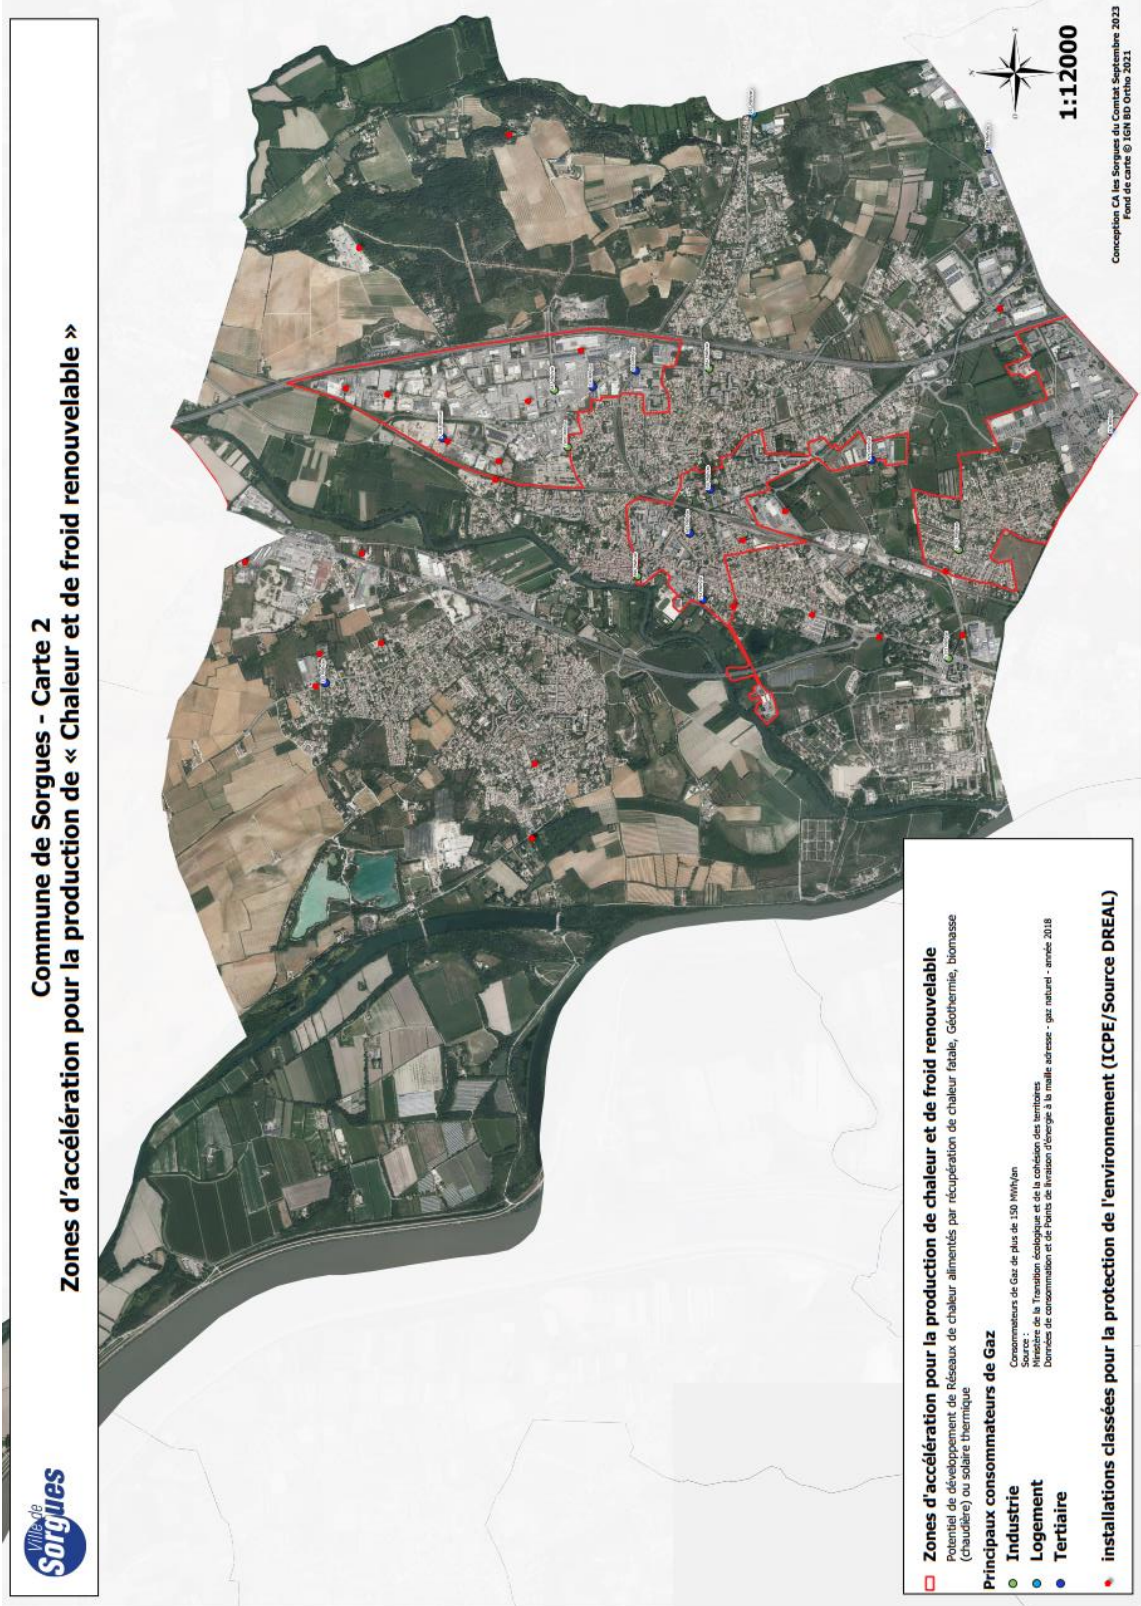 Commune de Sorgues - Carte 2
Zones d'accélération pour la production de « Chaleur et de froid renouvelable »
Ville de
Sorgues
N
1:12000
Conception CA les Sorgues du Comtat Septembre 2023
Fond de carte © IGN BD Ortho 2021
Zones d'accélération pour la production de chaleur et de froid renouvelable
Potentiel de développement de Réseaux de chaleur alimentés par récupération de chaleur fatale, Géothermie, biomasse
(chaudière) ou solaire thermique
Principaux consommateurs de Gaz
Consommateurs de Gaz de plus de 150 MWh/an
Source :
Ministère de la Transition écologique et de la cohésion des territoires
Données de consommation et de Points de livraison d'énergie à la maille adresse - gaz naturel - année 2018
Industrie
Logement
Tertiaire
installations classées pour la protection de l'environnement (ICPE/Source DREAL)